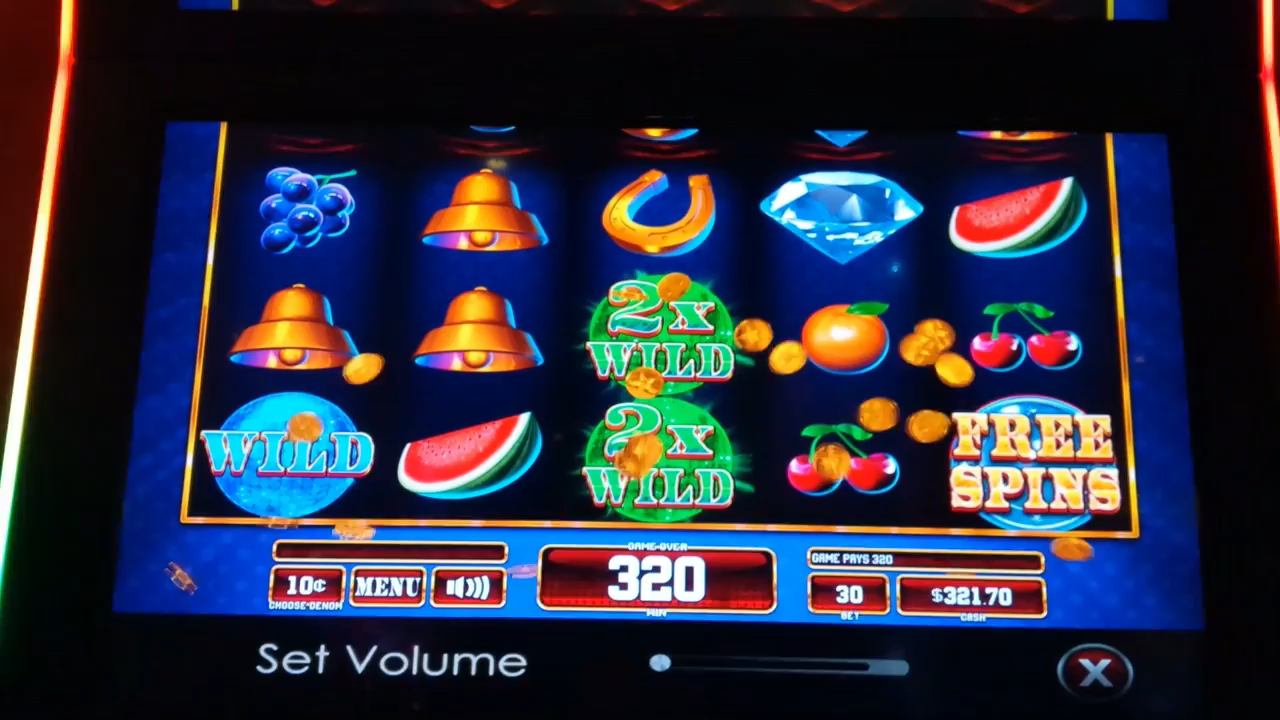 2x
WILD
WILD
2x
WILD
FREE
SPINS
GAME OVER
GAME PAYS 320
10¢
MENU
320
30
$321.70
CHOOSE DENOM
WIN
BET
CASH
Set Volume
X